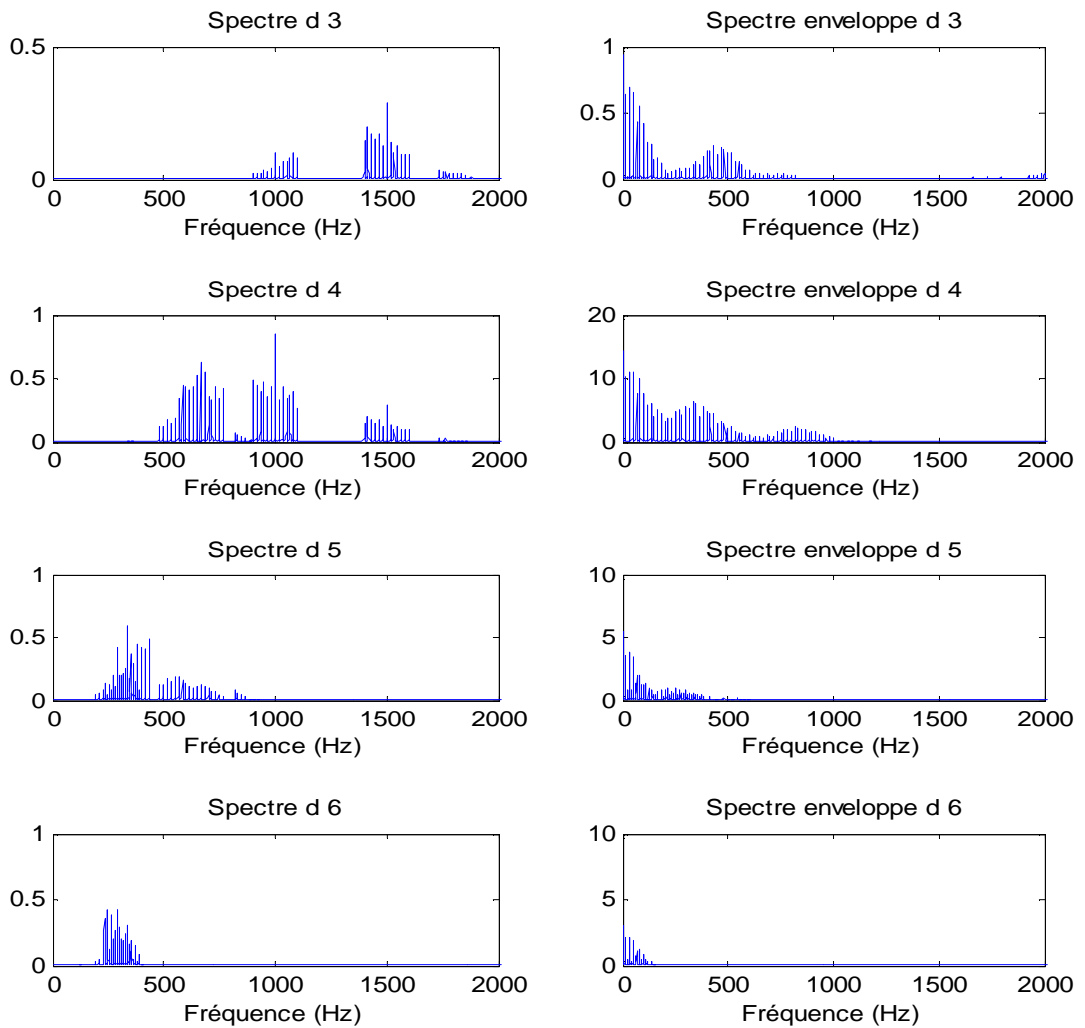 Spectre d 3
Spectre enveloppe d 3
0.5
0
0 500 1000 1500 2000
Fréquence (Hz)
1
0.5
0
0 500 1000 1500 2000
Fréquence (Hz)
Spectre d 4
Spectre enveloppe d 4
1
0.5
0
0 500 1000 1500 2000
Fréquence (Hz)
20
10
0
0 500 1000 1500 2000
Fréquence (Hz)
Spectre d 5
Spectre enveloppe d 5
1
0.5
0
0 500 1000 1500 2000
Fréquence (Hz)
10
5
0
0 500 1000 1500 2000
Fréquence (Hz)
Spectre d 6
Spectre enveloppe d 6
1
0.5
0
0 500 1000 1500 2000
Fréquence (Hz)
10
5
0
0 500 1000 1500 2000
Fréquence (Hz)